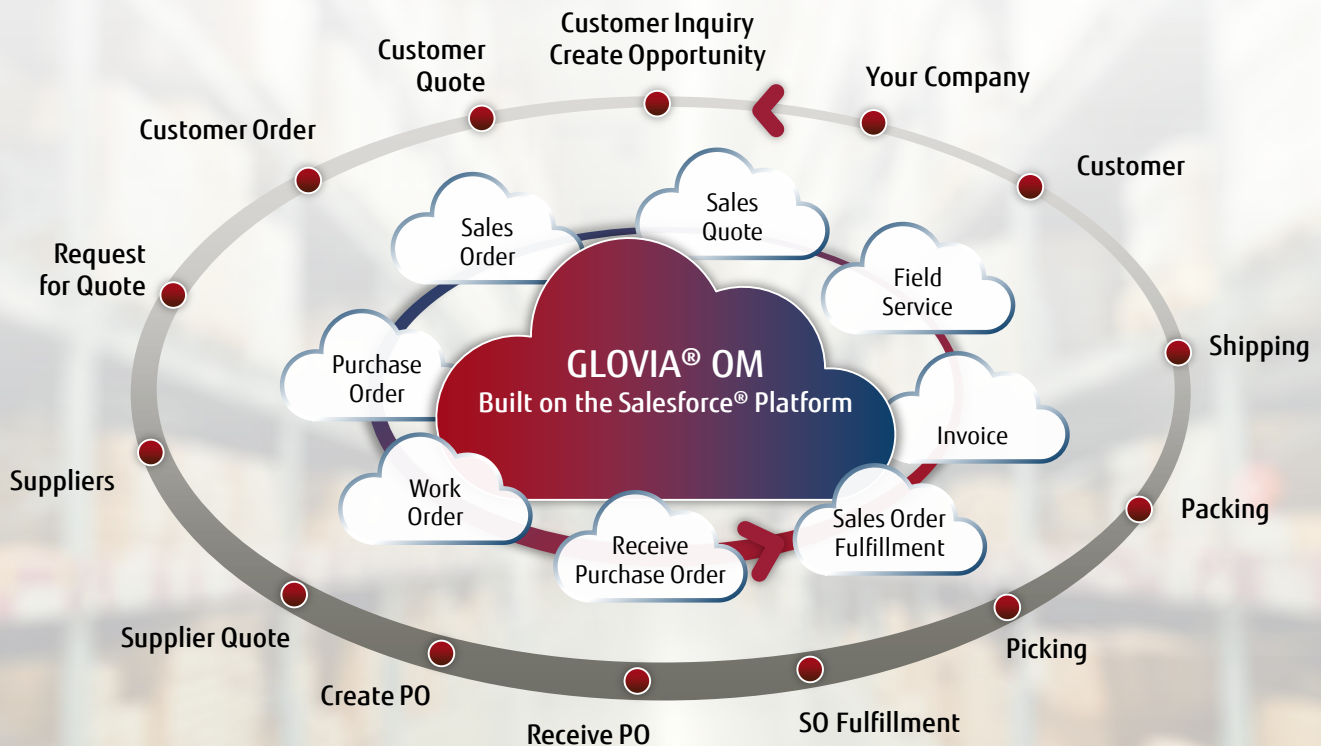 Customer Inquiry
Create Opportunity
Customer
Quote
Your Company
Customer Order
Customer
Sales
Quote
Sales
Order
Request
for Quote
Field
Service
Shipping
GLOVIA® OM
Built on the Salesforce® Platform
Purchase
Order
Invoice
Suppliers
Work
Order
Packing
Sales Order
Fulfillment
Receive
Purchase Order
Supplier Quote
Picking
Create PO
SO Fulfillment
Receive PO